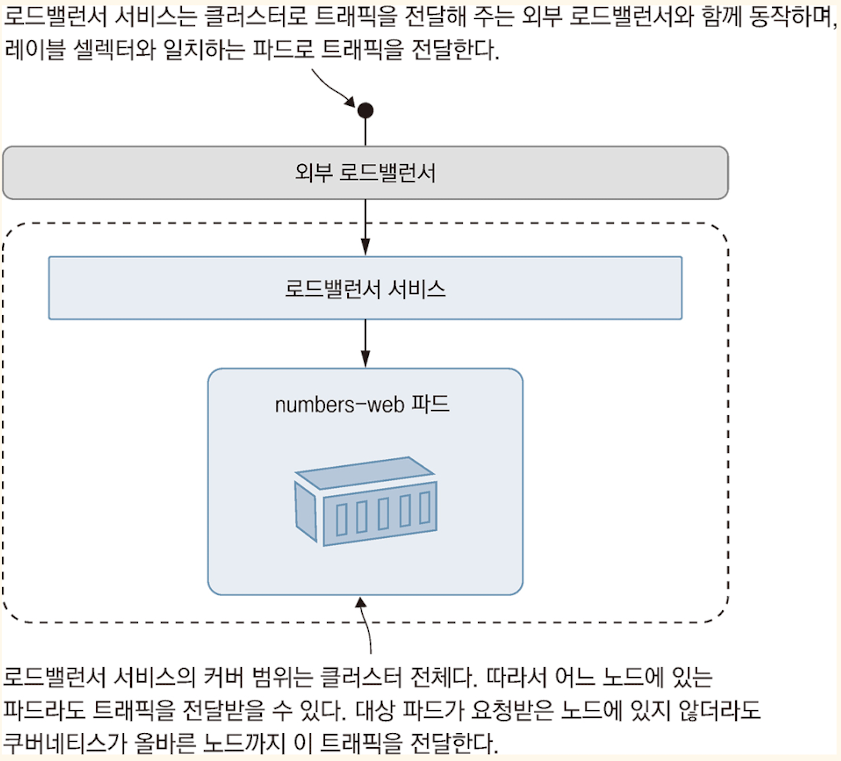 로드밸런서 서비스는 클러스터로 트래픽을 전달해 주는 외부 로드밸런서와 함께 동작하며,
레이블 셀렉터와 일치하는 파드로 트래픽을 전달한다.
외부 로드밸런서
로드밸런서 서비스
numbers-web 파드
로드밸런서 서비스의 커버 범위는 클러스터 전체다. 따라서 어느 노드에 있는
파드라도 트래픽을 전달받을 수 있다. 대상 파드가 요청받은 노드에 있지 않더라도
쿠버네티스가 올바른 노드까지 이 트래픽을 전달한다.